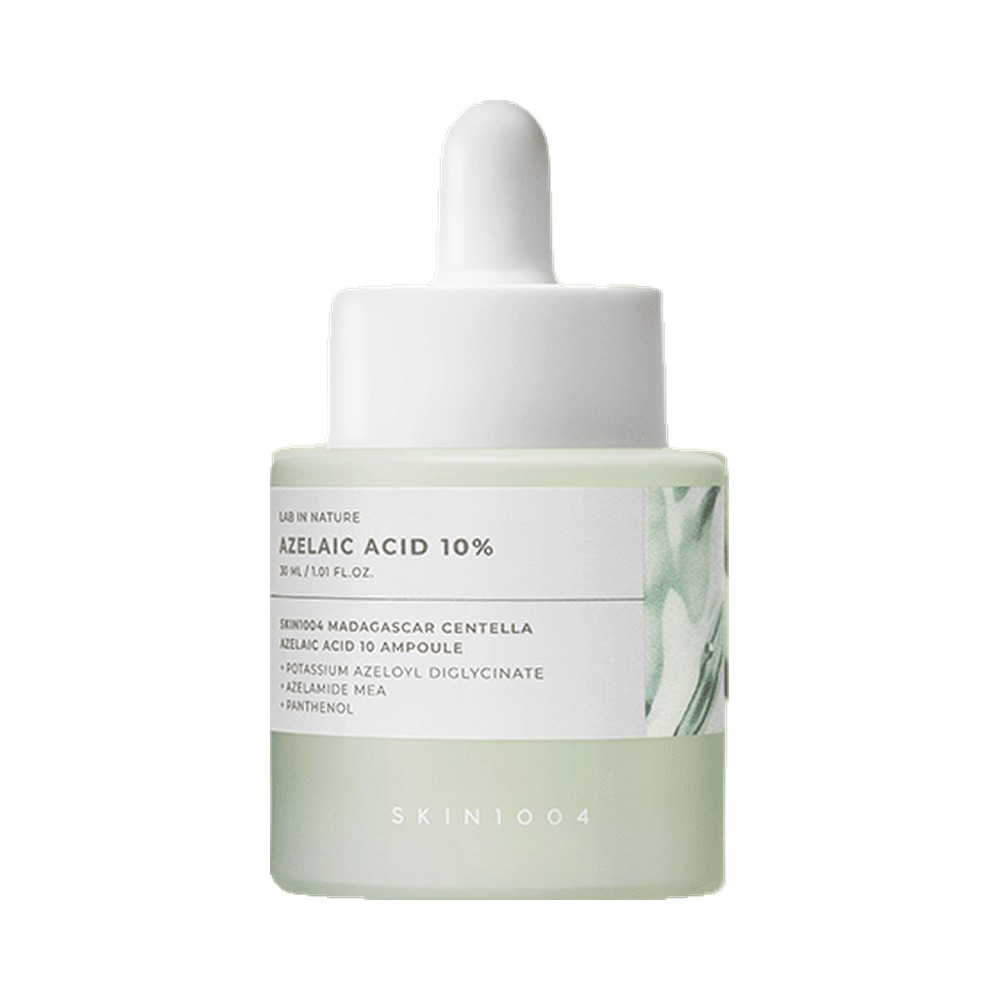 LAB IN NATURE
AZELAIC ACID 10%
30 ML / 1.01 FL.OZ.
SKIN1004 MADAGASCAR CENTELLA
AZELAIC ACID 10 AMPOULE
+ POTASSIUM AZELOYL DIGLYCINATE
+ AZELAMIDE MEA
+ PANTHENOL
SKIN1004